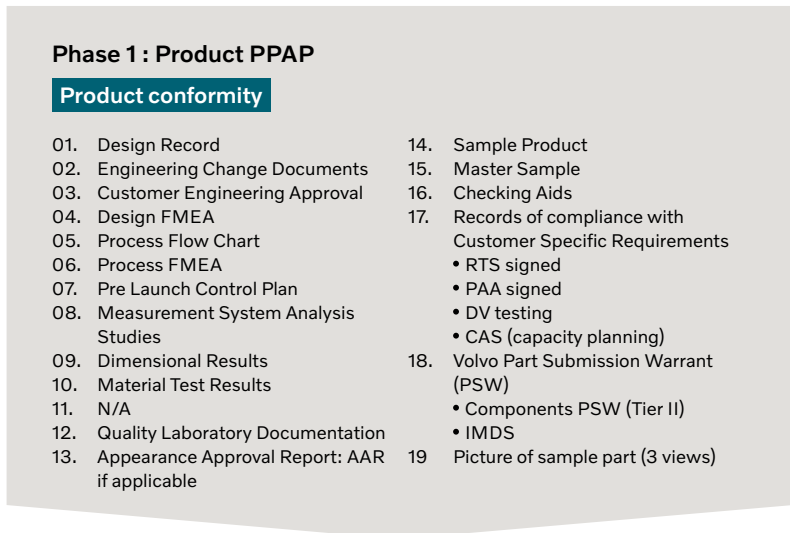 Phase 1 : Product PPAP
Product conformity
01. Design Record
02. Engineering Change Documents
03. Customer Engineering Approval
04. Design FMEA
05. Process Flow Chart
06. Process FMEA
07. Pre Launch Control Plan
08. Measurement System Analysis
Studies
09. Dimensional Results
10. Material Test Results
11. N/A
12. Quality Laboratory Documentation
13. Appearance Approval Report: AAR
if applicable
14. Sample Product
15. Master Sample
16. Checking Aids
17. Records of compliance with
Customer Specific Requirements
• RTS signed
• PAA signed
• DV testing
• CAS (capacity planning)
18. Volvo Part Submission Warrant
(PSW)
• Components PSW (Tier II)
• IMDS
19 Picture of sample part (3 views)